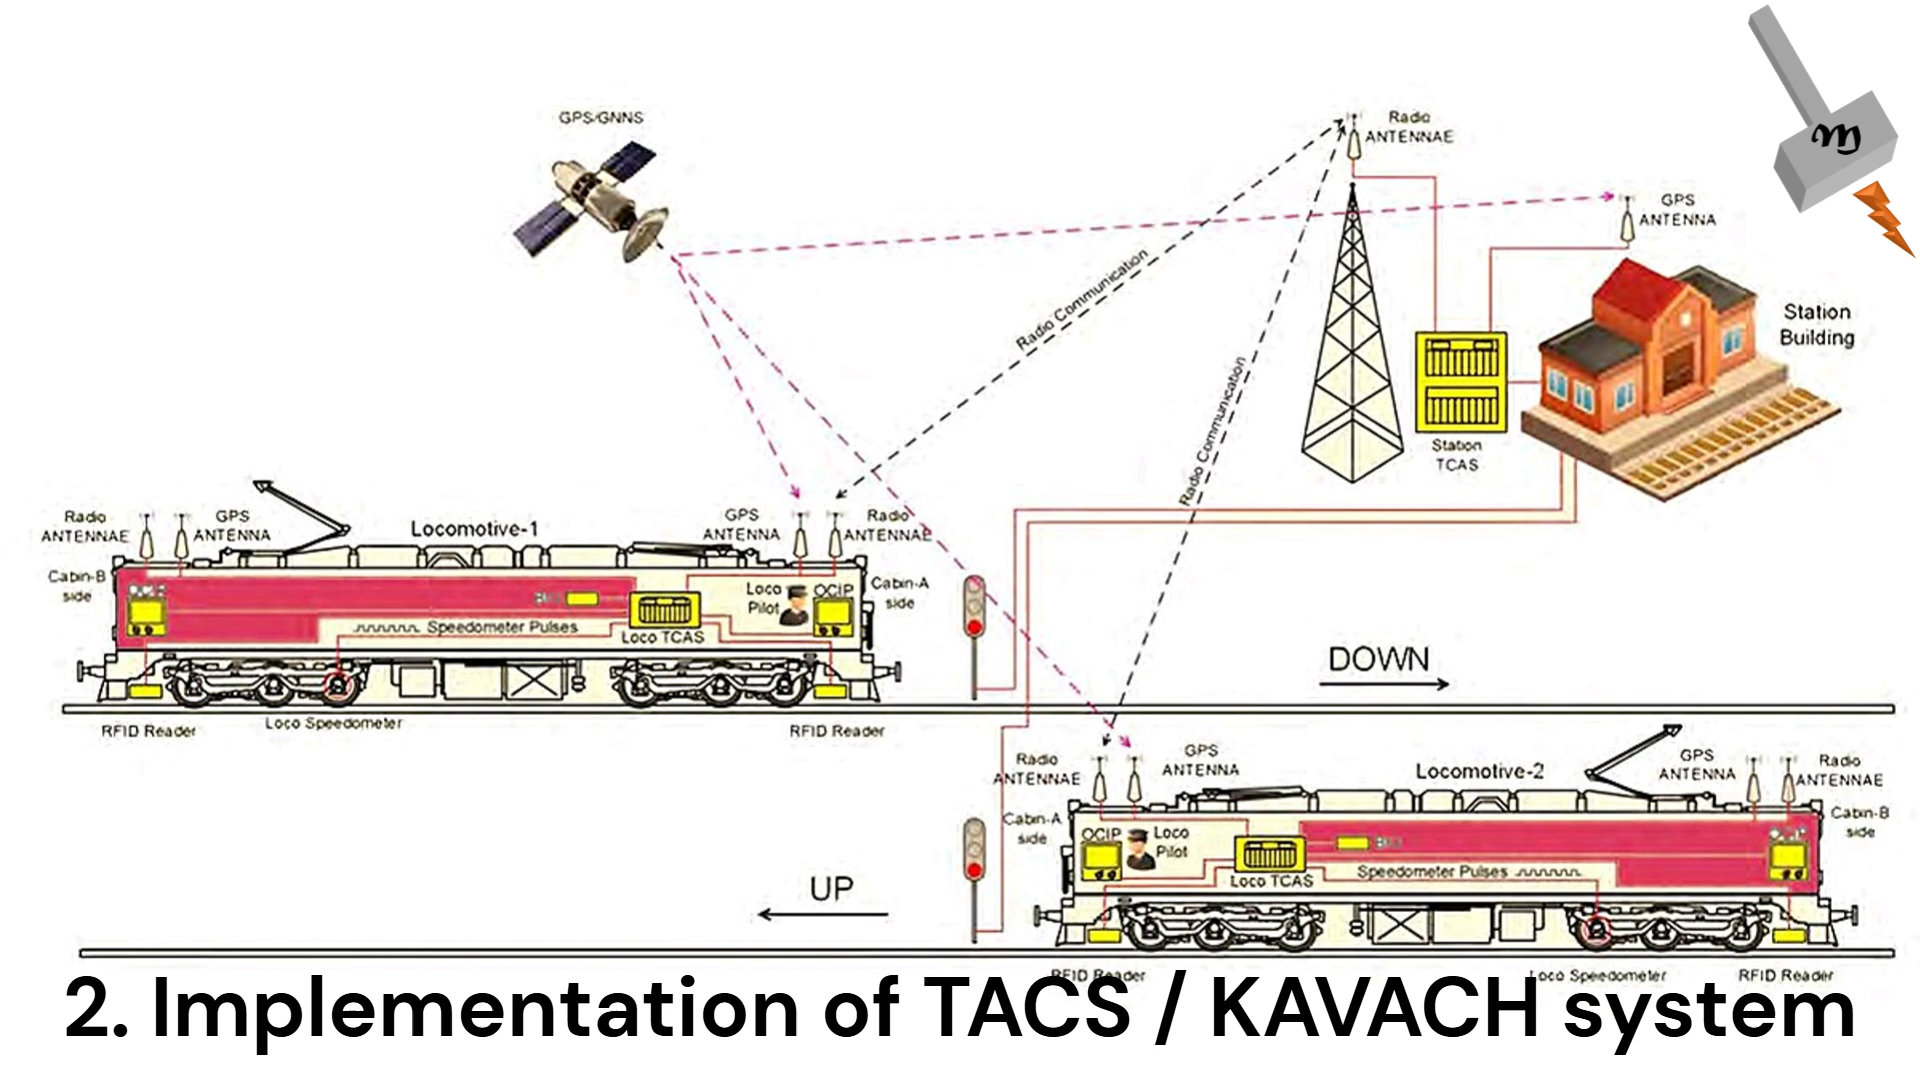 GPS/GNNS
Radio
ANTENNAE
GPS
ANTENNA
Station
Building
Radio Communication
Radio Communication
Station
TCAS
Radio
ANTENNAE
GPS
ANTENNA
Locomotive-1
GPS
ANTENNA
Radio
ANTENNAE
Cabin-B
side
Loco
Pilot
OCIP
Cabin-A
side
Speedometer Pulses
Loco TCAS
RFID Reader
Loco Speedometer
RFID Reader
DOWN
Radio
ANTENNAE
GPS
ANTENNA
Locomotive-2
GPS
ANTENNA
Radio
ANTENNAE
Cabin-A
side
OCIP
Loco
Pilot
Cabin-B
side
Loco TCAS
Speedometer Pulses
UP
RFID Reader
Loco Speedometer
RFID Reader
2. Implementation of TACS / KAVACH system